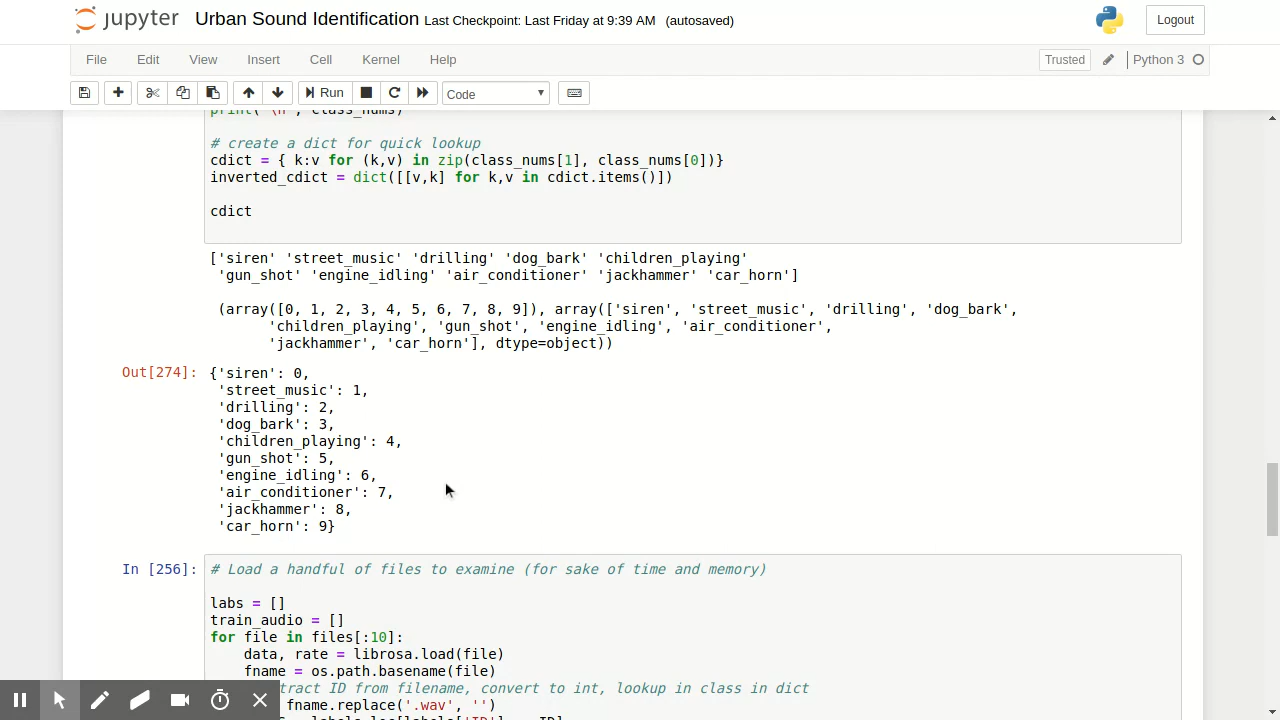 jupyter Urban Sound Identification Last Checkpoint: Last Friday at 9:39 AM (autosaved)
Logout
File Edit View Insert Cell Kernel Help
Trusted Python 3
Run Code
print("\n", class_nums)
# create a dict for quick lookup
cdict = { k:v for (k,v) in zip(class_nums[1], class_nums[0])}
inverted_cdict = dict([[v,k] for k,v in cdict.items()])
cdict
['siren' 'street_music' 'drilling' 'dog_bark' 'children_playing'
'gun_shot' 'engine_idling' 'air_conditioner' 'jackhammer' 'car_horn']
(array([0, 1, 2, 3, 4, 5, 6, 7, 8, 9]), array(['siren', 'street_music', 'drilling', 'dog_bark',
'children_playing', 'gun_shot', 'engine_idling', 'air_conditioner',
'jackhammer', 'car_horn'], dtype=object))
Out[274]: {'siren': 0,
'street_music': 1,
'drilling': 2,
'dog_bark': 3,
'children_playing': 4,
'gun_shot': 5,
'engine_idling': 6,
'air_conditioner': 7,
'jackhammer': 8,
'car_horn': 9}
In [256]: # Load a handful of files to examine (for sake of time and memory)
labs = []
train_audio = []
for file in files[:10]:
data, rate = librosa.load(file)
fname = os.path.basename(file)
tract ID from filename, convert to int, lookup in class in dict
fname.replace('.wav', '')